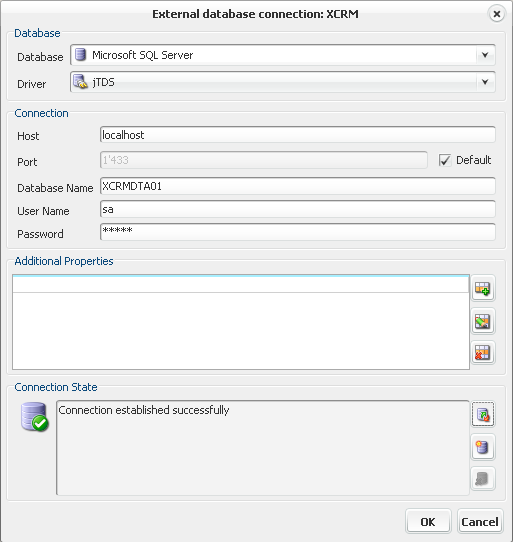 External database connection: XCRM
Database
Database Microsoft SQL Server
Driver jTDS
Connection
Host localhost
Port 1'433 Default
Database Name XCRMDTA01
User Name sa
Password *****
Additional Properties
Connection State
Connection established successfully
OK Cancel